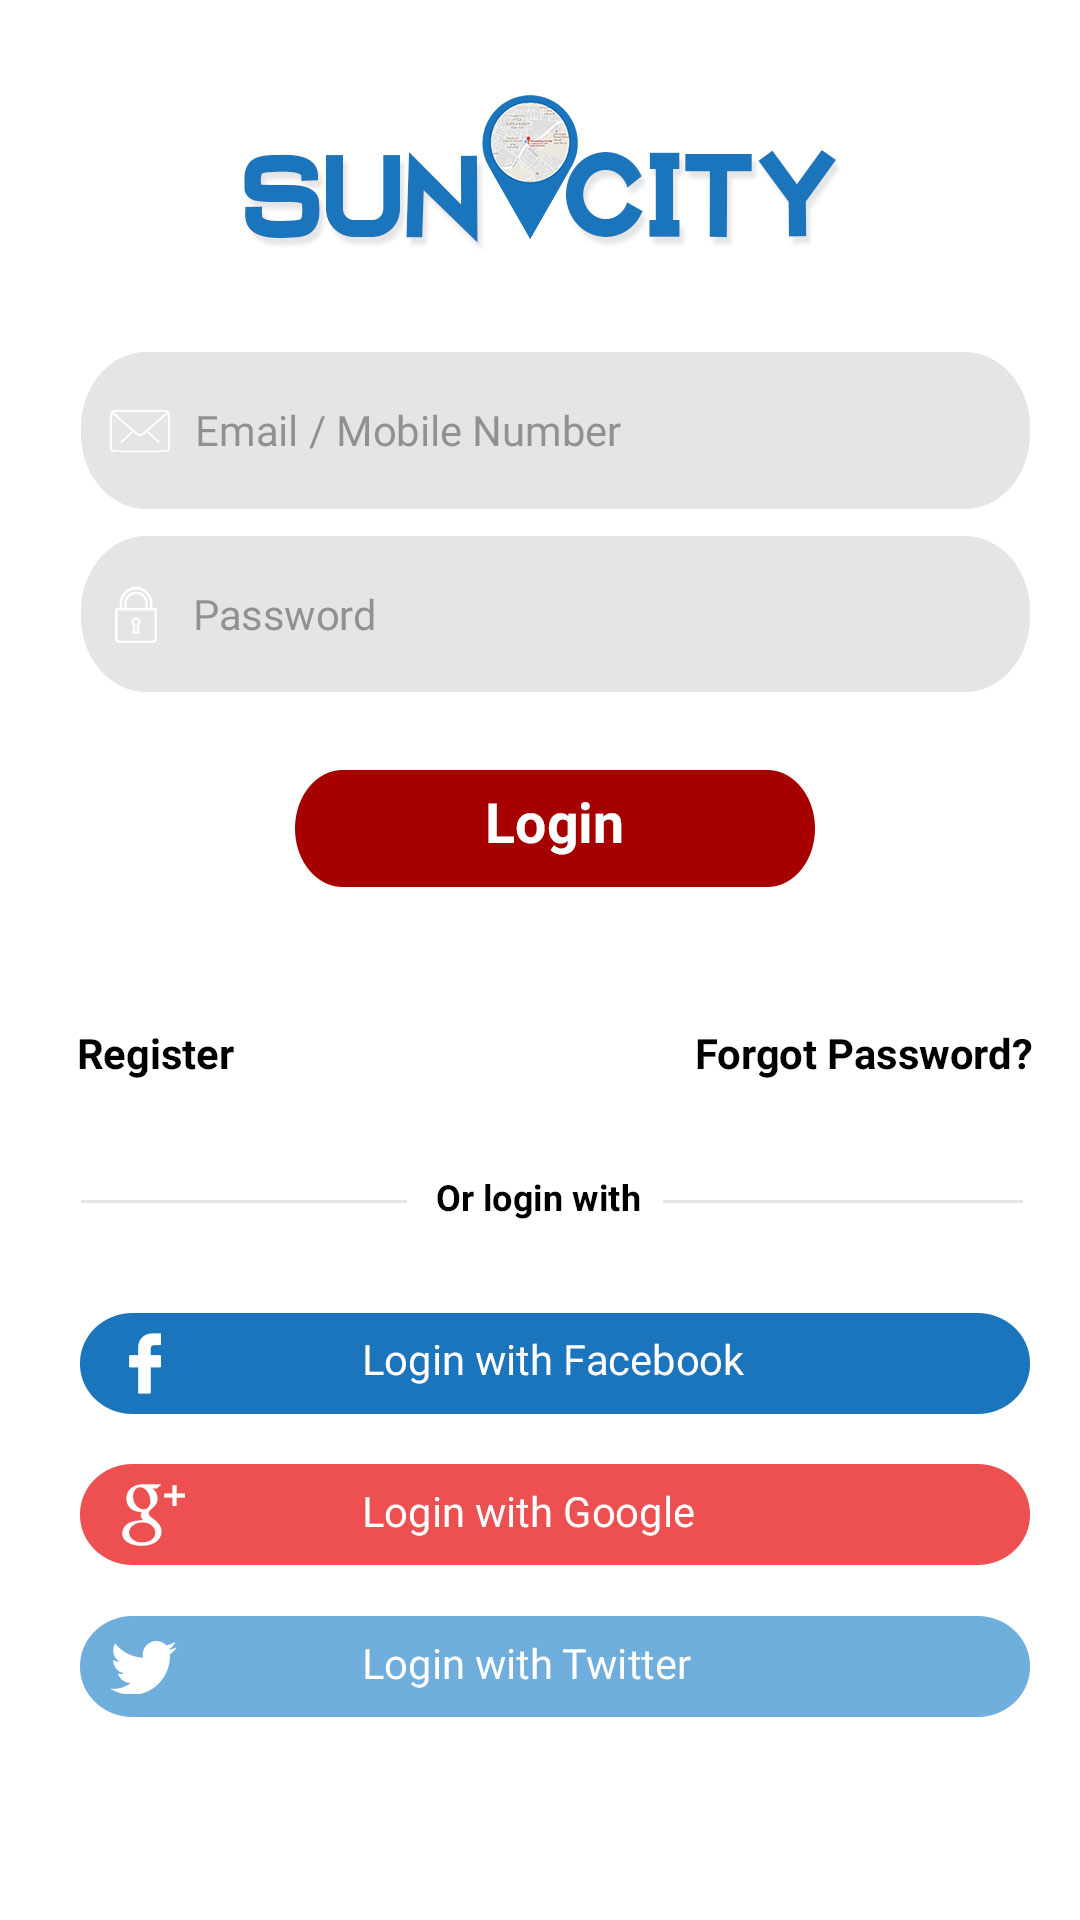 SUN CITY
Email / Mobile Number
Password
Login
Register
Forgot Password?
Or login with
f Login with Facebook
g+ Login with Google
Login with Twitter